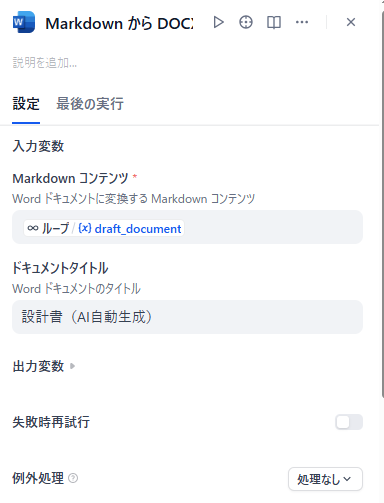 Markdown から DOCX
説明を追加...
設定 最後の実行
入力変数
Markdown コンテンツ *
Word ドキュメントに変換する Markdown コンテンツ
ループ / {x} draft_document
ドキュメントタイトル
Word ドキュメントのタイトル
設計書（AI自動生成）
出力変数
失敗時再試行
例外処理
処理なし